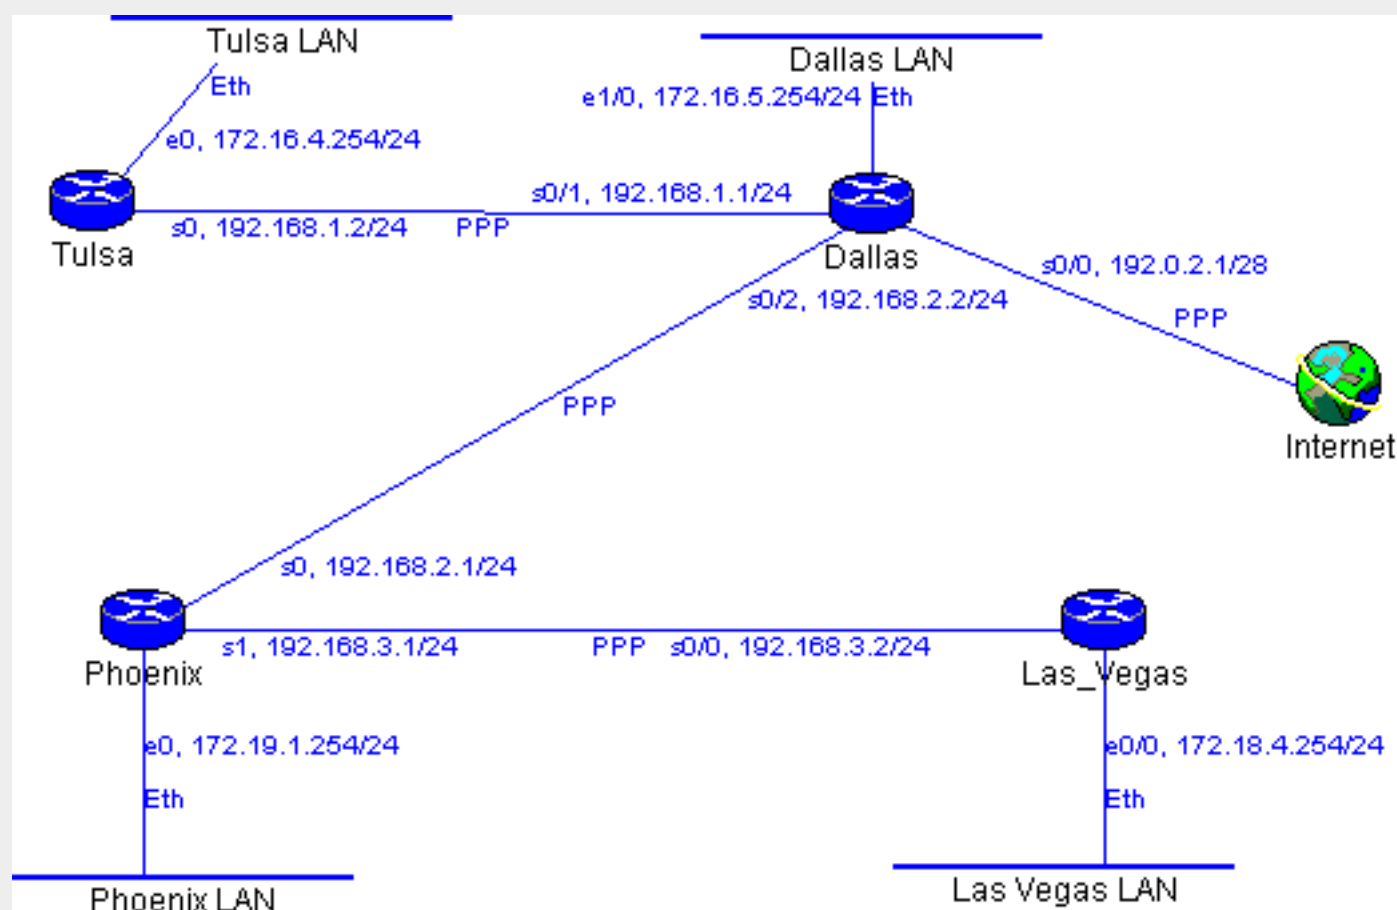 Tulsa LAN
Dallas LAN
Eth
e1/0, 172.16.5.254/24 Eth
e0, 172.16.4.254/24
s0/1, 192.168.1.1/24
s0, 192.168.1.2/24 PPP
Tulsa
Dallas
s0/0, 192.0.2.1/28
s0/2, 192.168.2.2/24
PPP
PPP
Internet
s0, 192.168.2.1/24
s1, 192.168.3.1/24 PPP s0/0, 192.168.3.2/24
Phoenix
Las_Vegas
e0, 172.19.1.254/24
e0/0, 172.18.4.254/24
Eth
Eth
Phoenix LAN
Las Vegas LAN